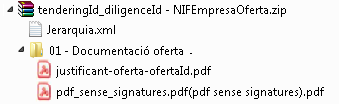 tenderingId_diligenceId - NIFEmpresaOferta.zip
Jerarquia.xml
01 - Documentació oferta .
justificant-oferta-ofertaId.pdf
pdf_sense_signatures.pdf(pdf sense signatures).pdf